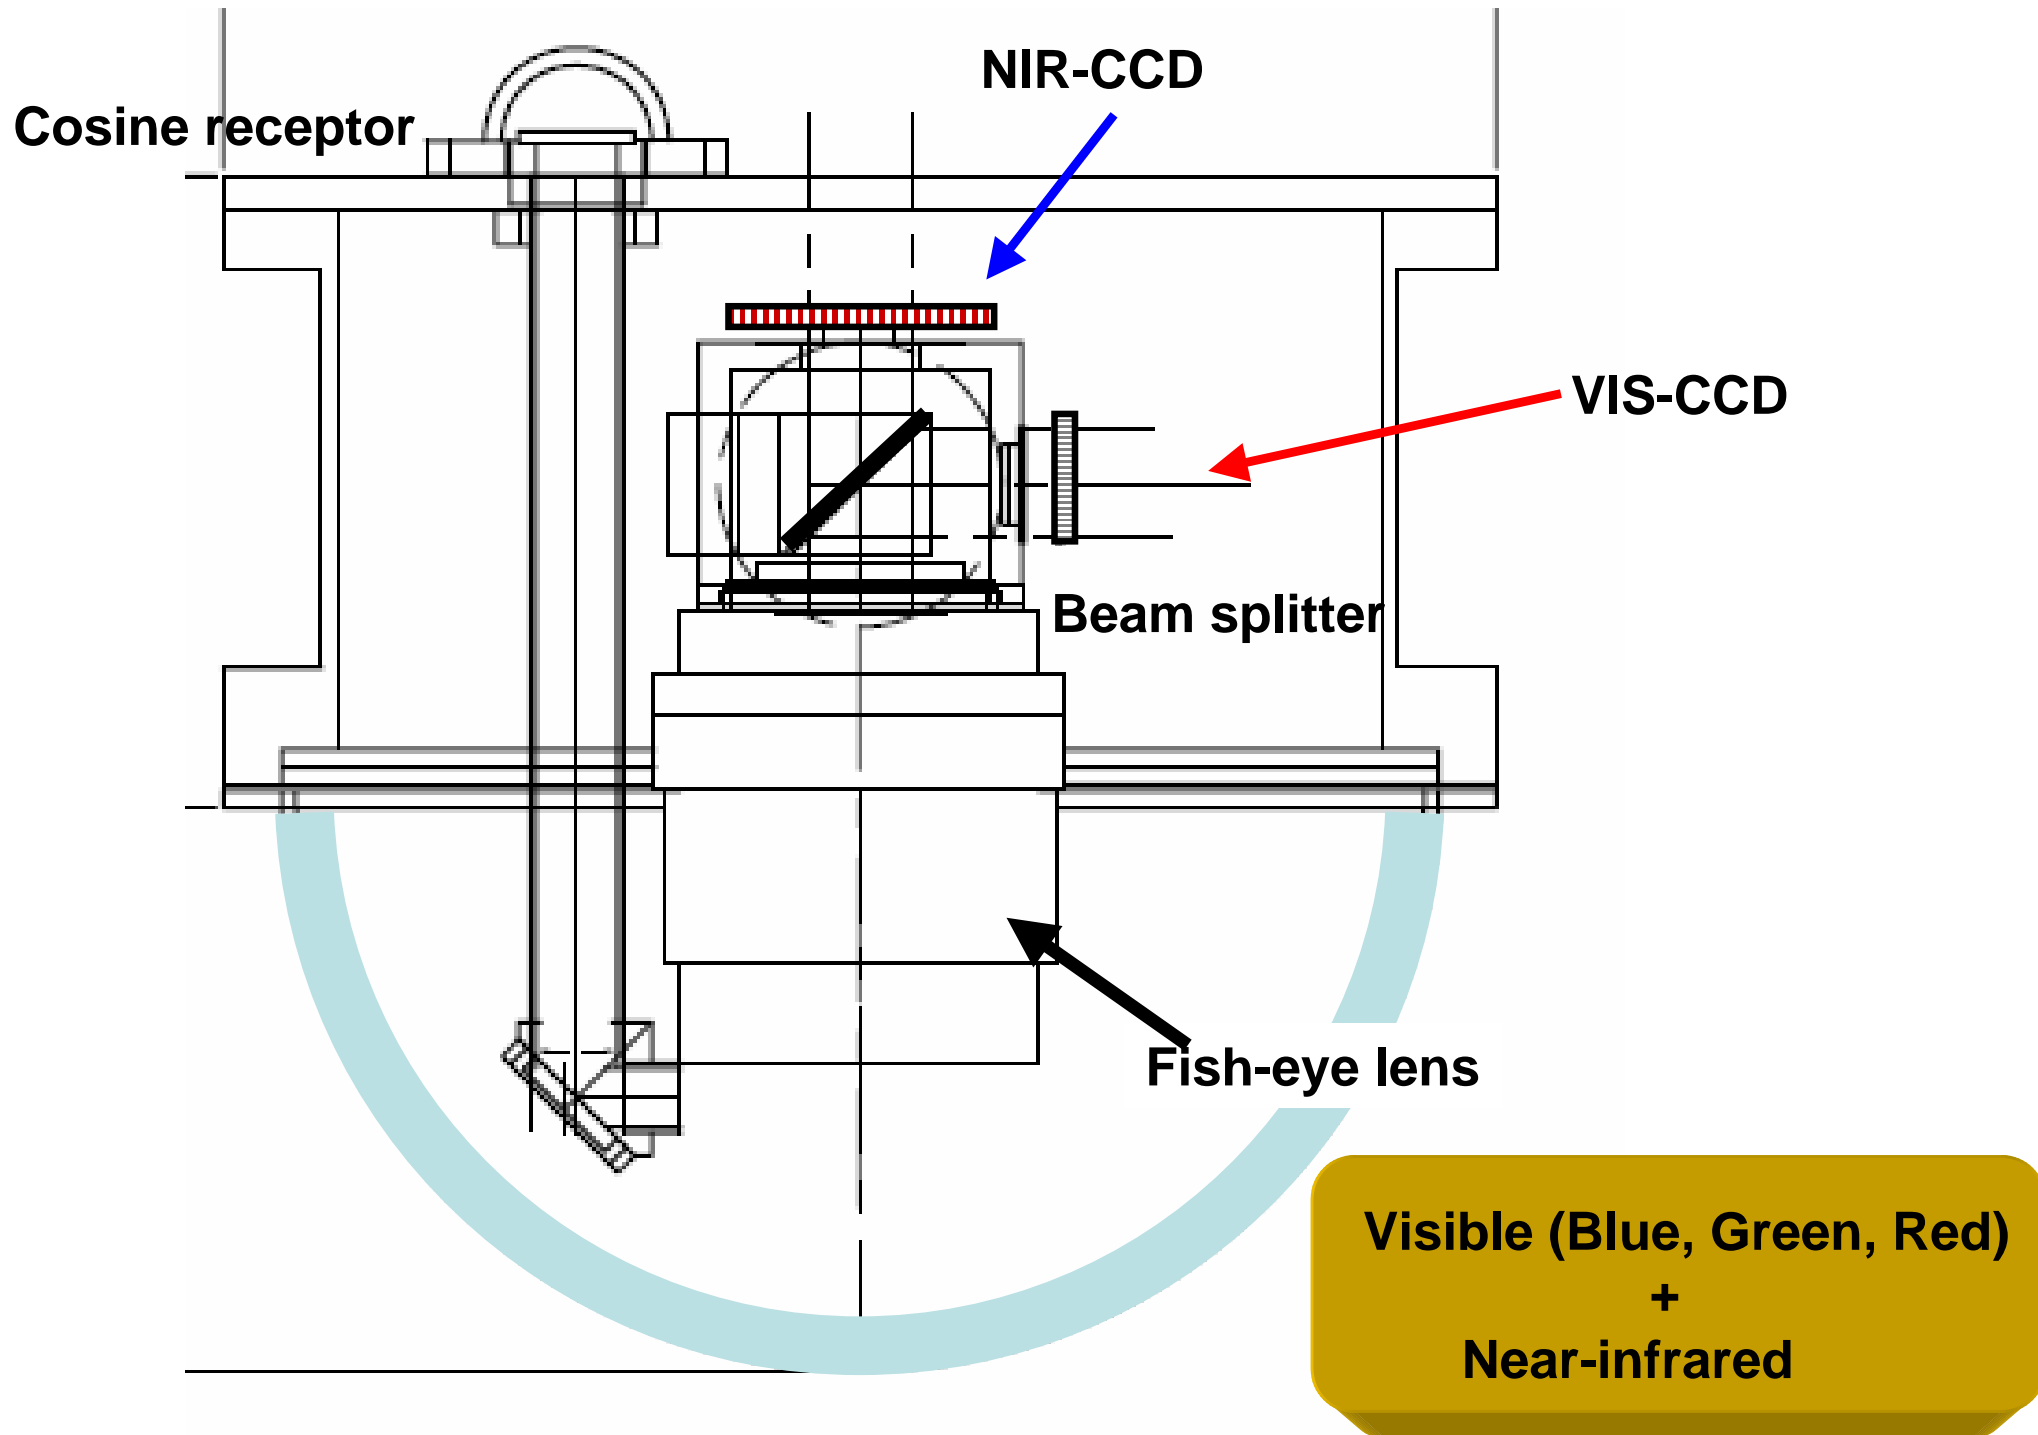 NIR-CCD
Cosine receptor
VIS-CCD
Beam splitter
Fish-eye lens
Visible (Blue, Green, Red)
+
Near-infrared